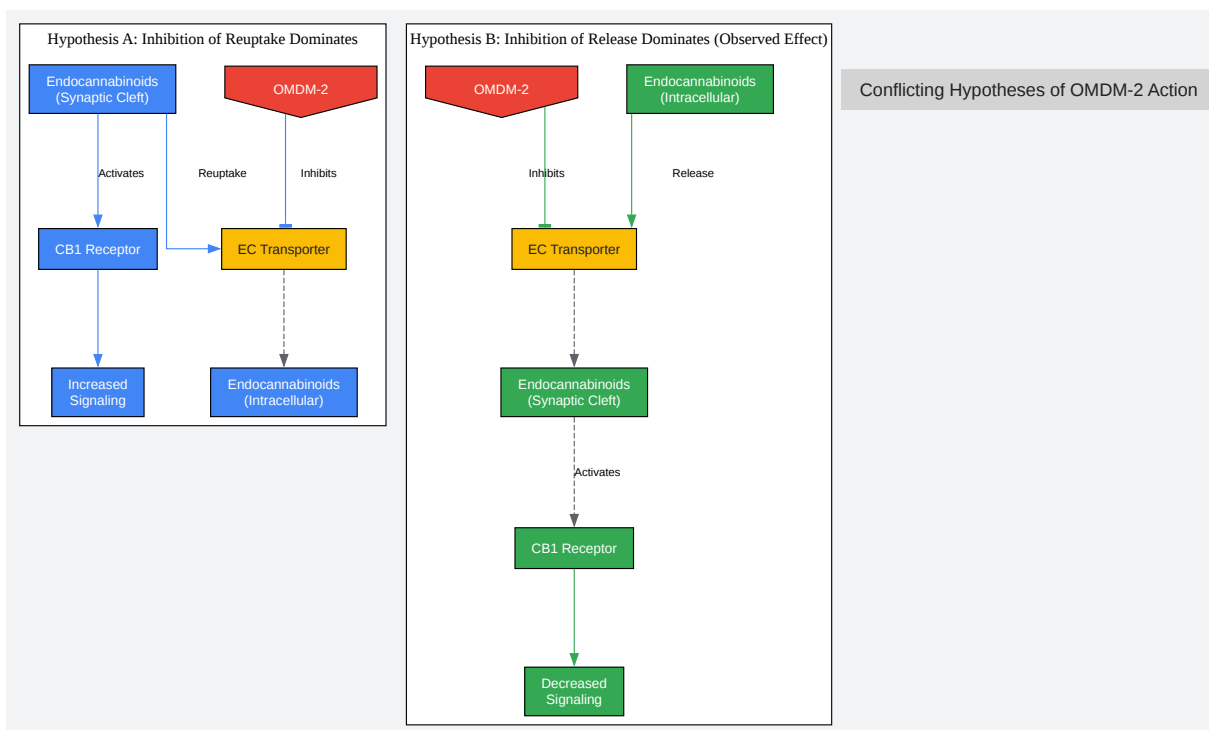 Hypothesis A: Inhibition of Reuptake Dominates
Endocannabinoids
(Synaptic Cleft)
OMDM-2
Activates
Reuptake
Inhibits
CB1 Receptor
EC Transporter
Increased
Signaling
Endocannabinoids
(Intracellular)
Hypothesis B: Inhibition of Release Dominates (Observed Effect)
OMDM-2
Endocannabinoids
(Intracellular)
Inhibits
Release
EC Transporter
Endocannabinoids
(Synaptic Cleft)
Activates
CB1 Receptor
Decreased
Signaling
Conflicting Hypotheses of OMDM-2 Action